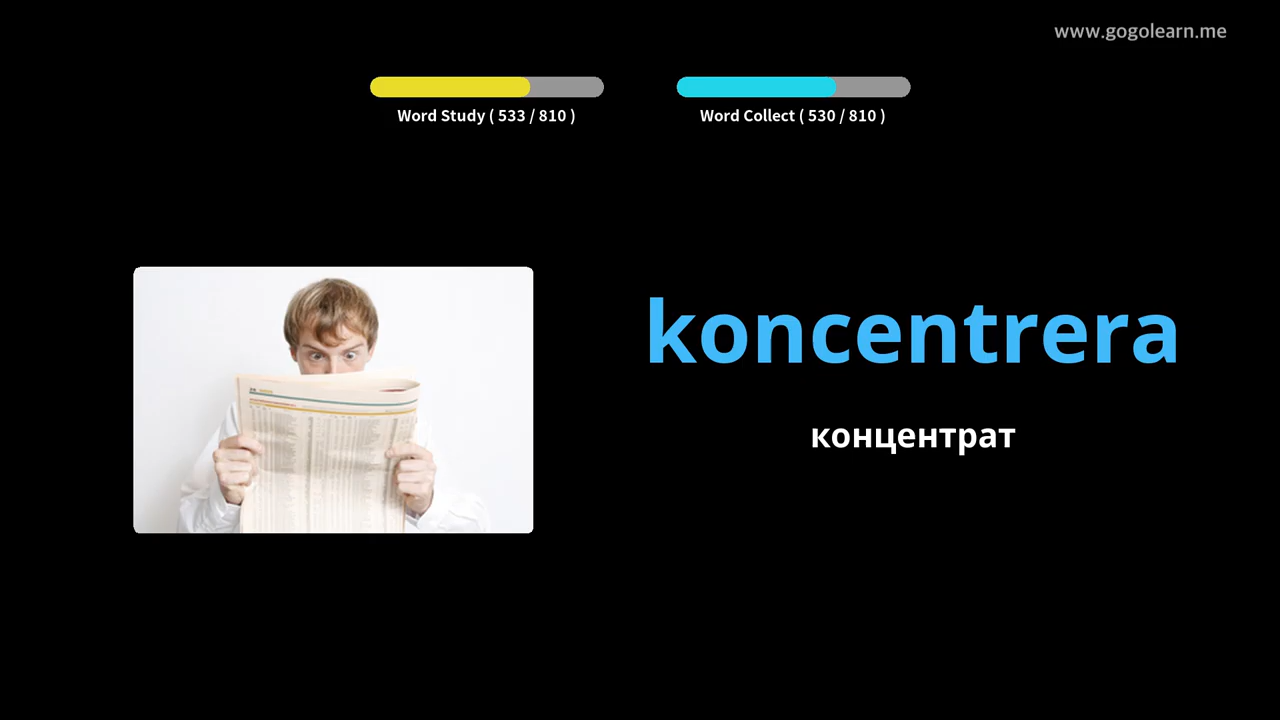 www.gogolearn.me
Word Study ( 533 / 810 )
Word Collect ( 530 / 810 )
koncentrera
концентрат